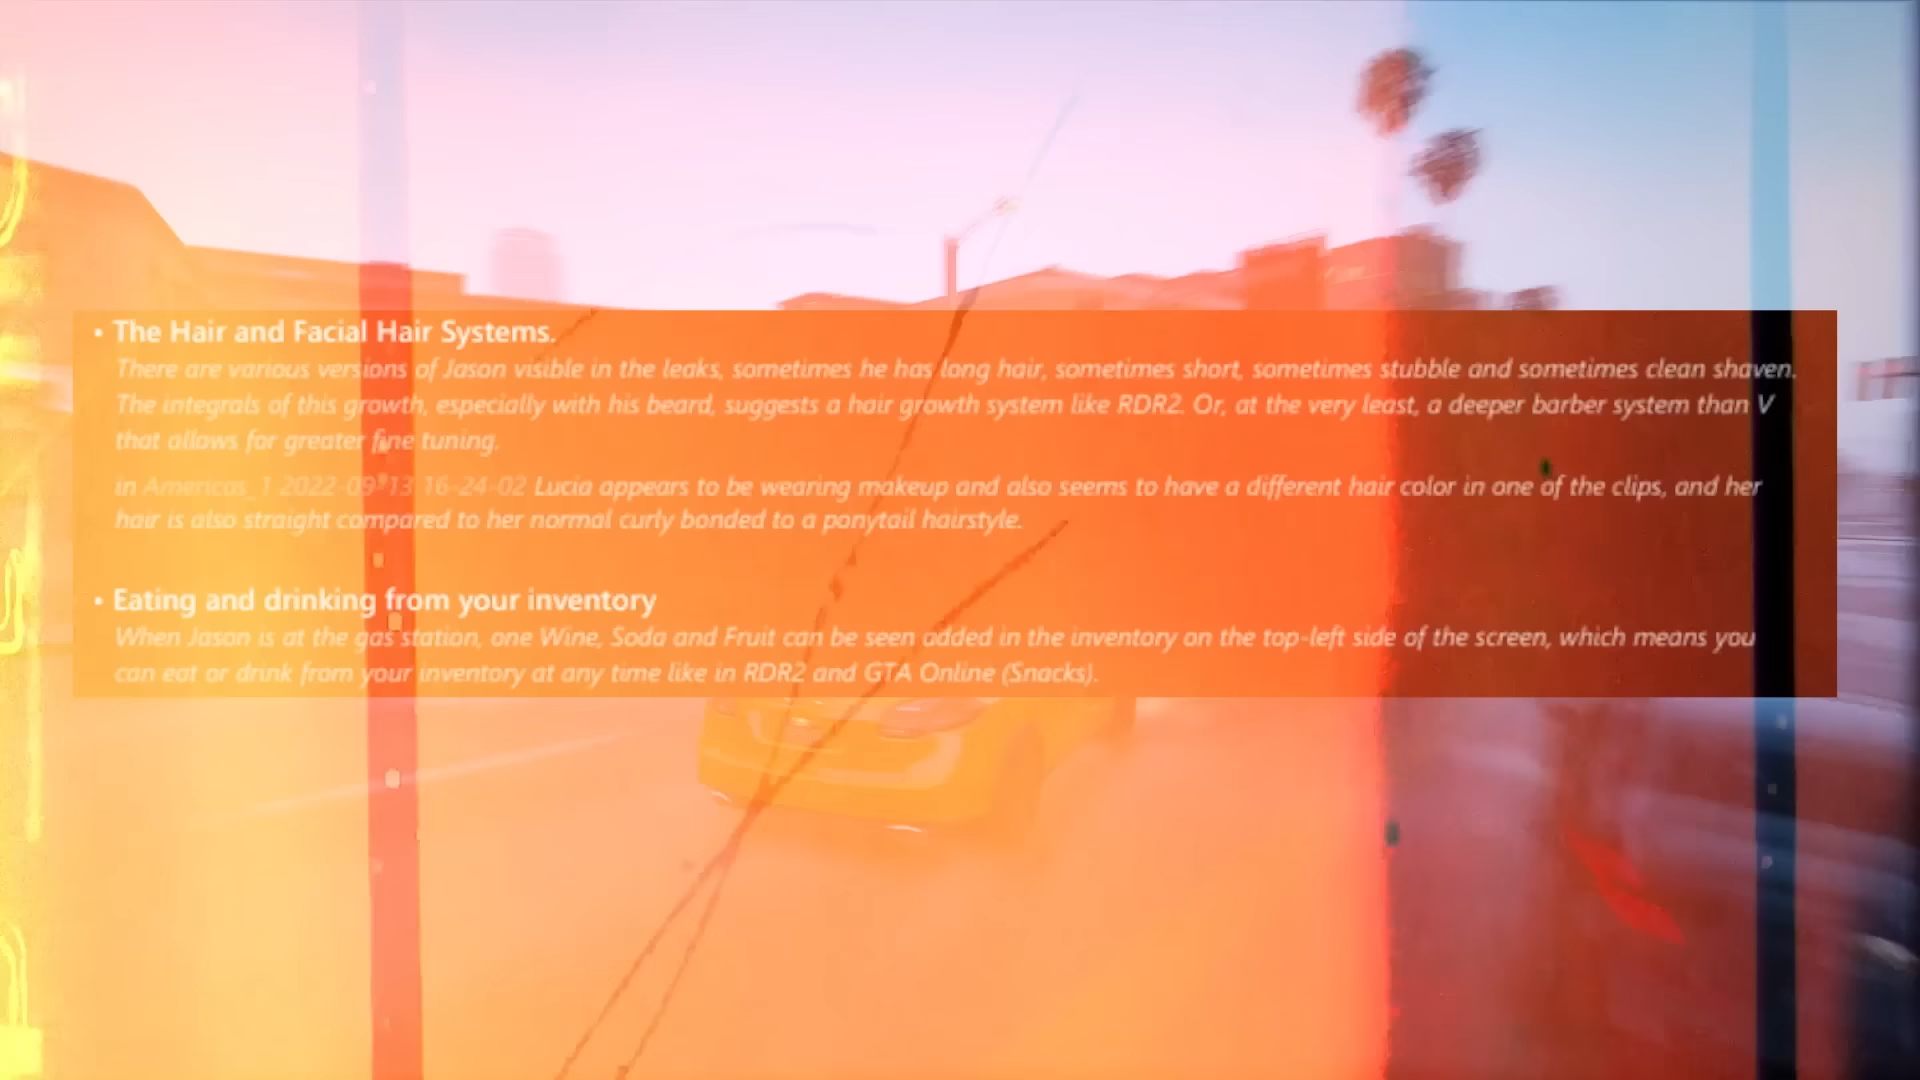 • The Hair and Facial Hair Systems.
There are various versions of Jason visible in the leaks, sometimes he has long hair, sometimes short, sometimes stubble and sometimes clean shaven.
The integrals of this growth, especially with his beard, suggests a hair growth system like RDR2. Or, at the very least, a deeper barber system than V
that allows for greater fine tuning.
in Americas_1 2022-09-13 16-24-02 Lucia appears to be wearing makeup and also seems to have a different hair color in one of the clips, and her
hair is also straight compared to her normal curly bonded to a ponytail hairstyle.
• Eating and drinking from your inventory
When Jason is at the gas station, one Wine, Soda and Fruit can be seen added in the inventory on the top-left side of the screen, which means you
can eat or drink from your inventory at any time like in RDR2 and GTA Online (Snacks).